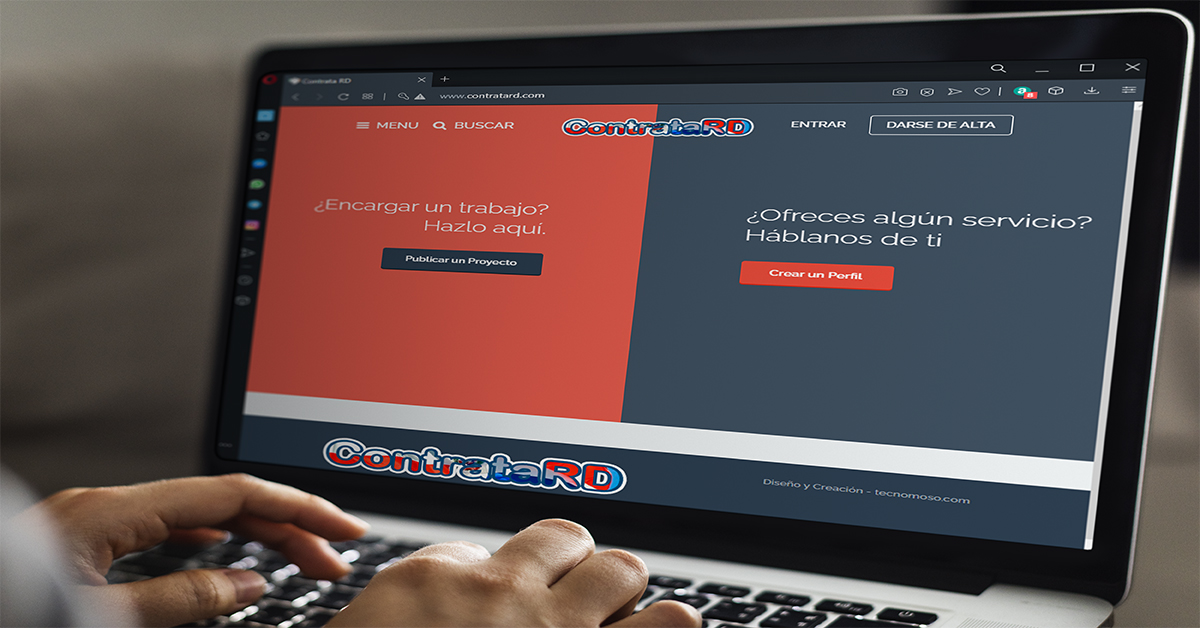 Contrata RD
www.contratard.com
MENU BUSCAR ContrataRD ENTRAR DARSE DE ALTA
¿Encargar un trabajo?
Hazlo aquí.
Publicar un Proyecto
¿Ofreces algún servicio?
Háblanos de ti
Crear un Perfil
ContrataRD
Diseño y Creación - tecnomoso.com